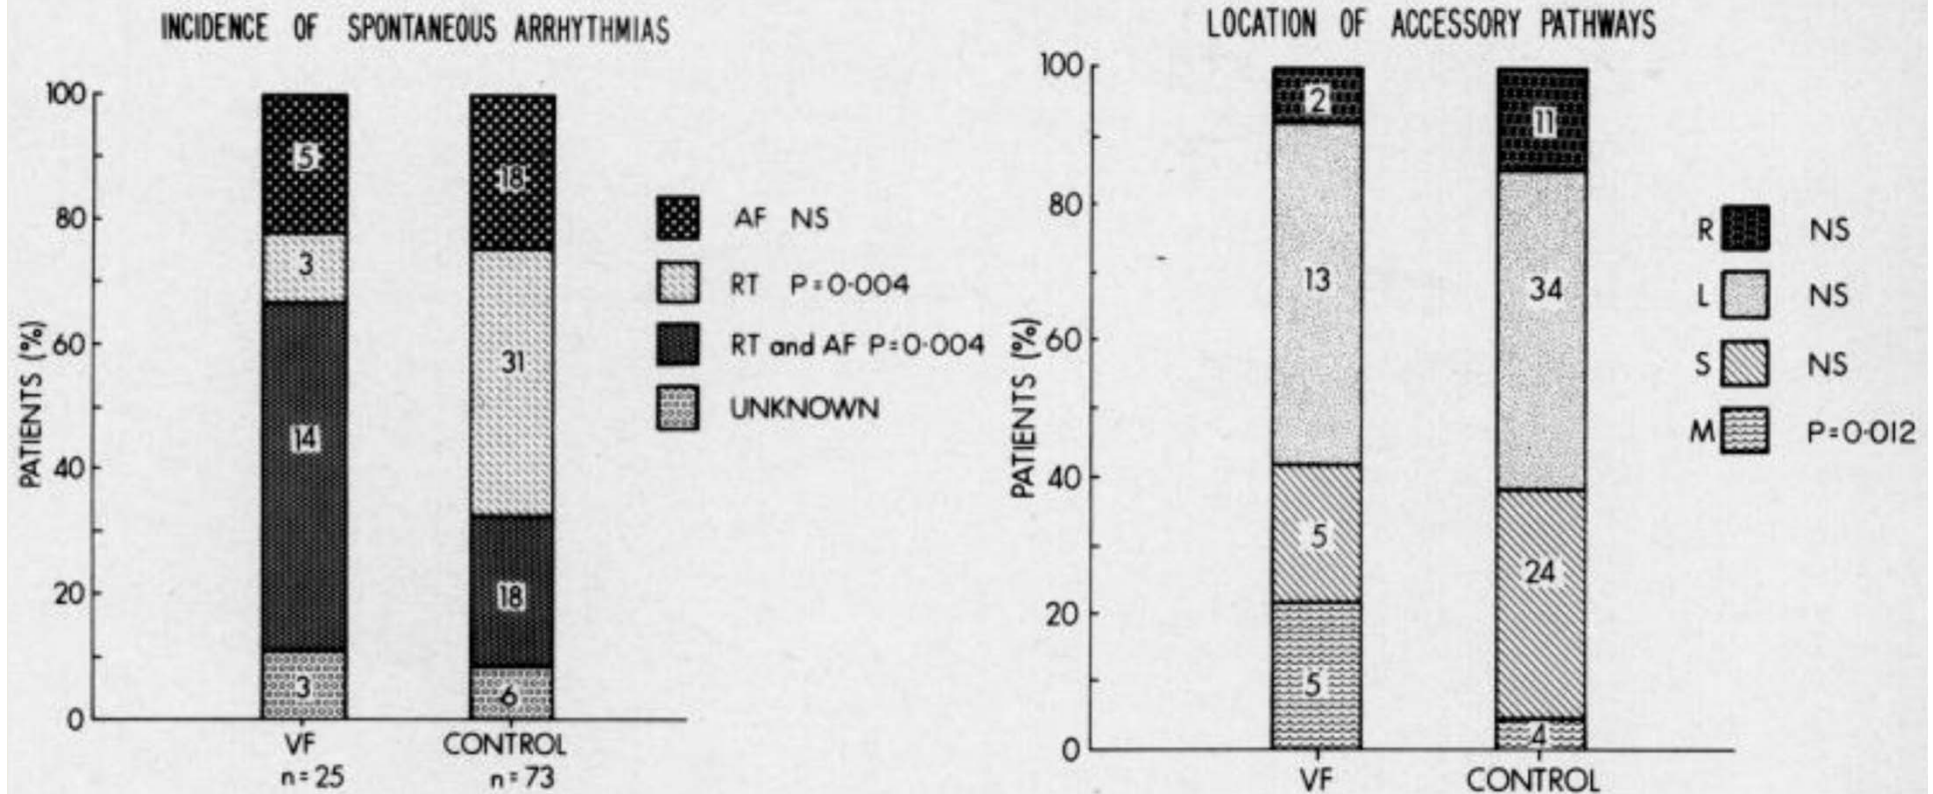 INCIDENCE OF SPONTANEOUS ARRHYTHMIAS
100
80
60
40
20
0
PATIENTS (%)
5
3
14
3
18
31
18
6
VF
n=25
CONTROL
n=73
AF NS
RT P=0·004
RT and AF P=0·004
UNKNOWN
LOCATION OF ACCESSORY PATHWAYS
100
80
60
40
20
0
PATIENTS (%)
2
13
5
5
11
34
24
4
VF
CONTROL
R NS
L NS
S NS
M P=0·012